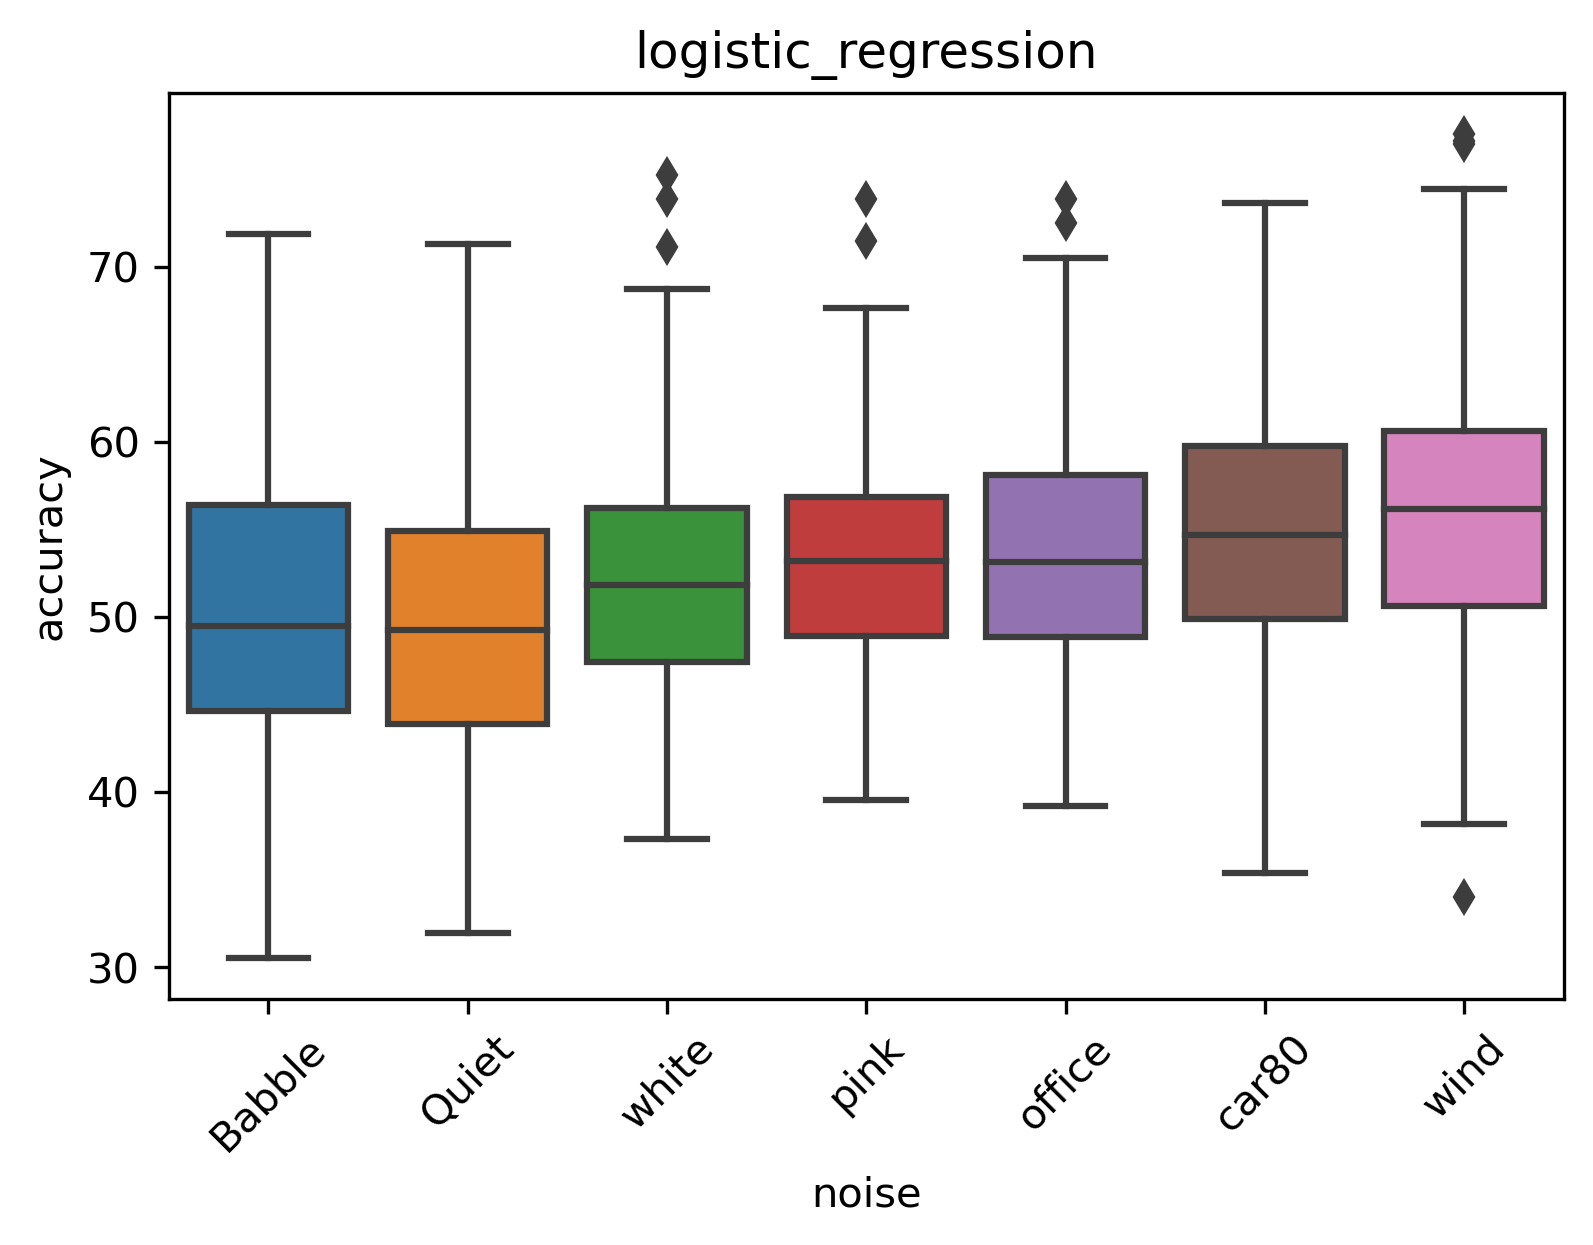 logistic_regression
accuracy
70
60
50
40
30
Babble
Quiet
white
pink
office
car80
wind
noise